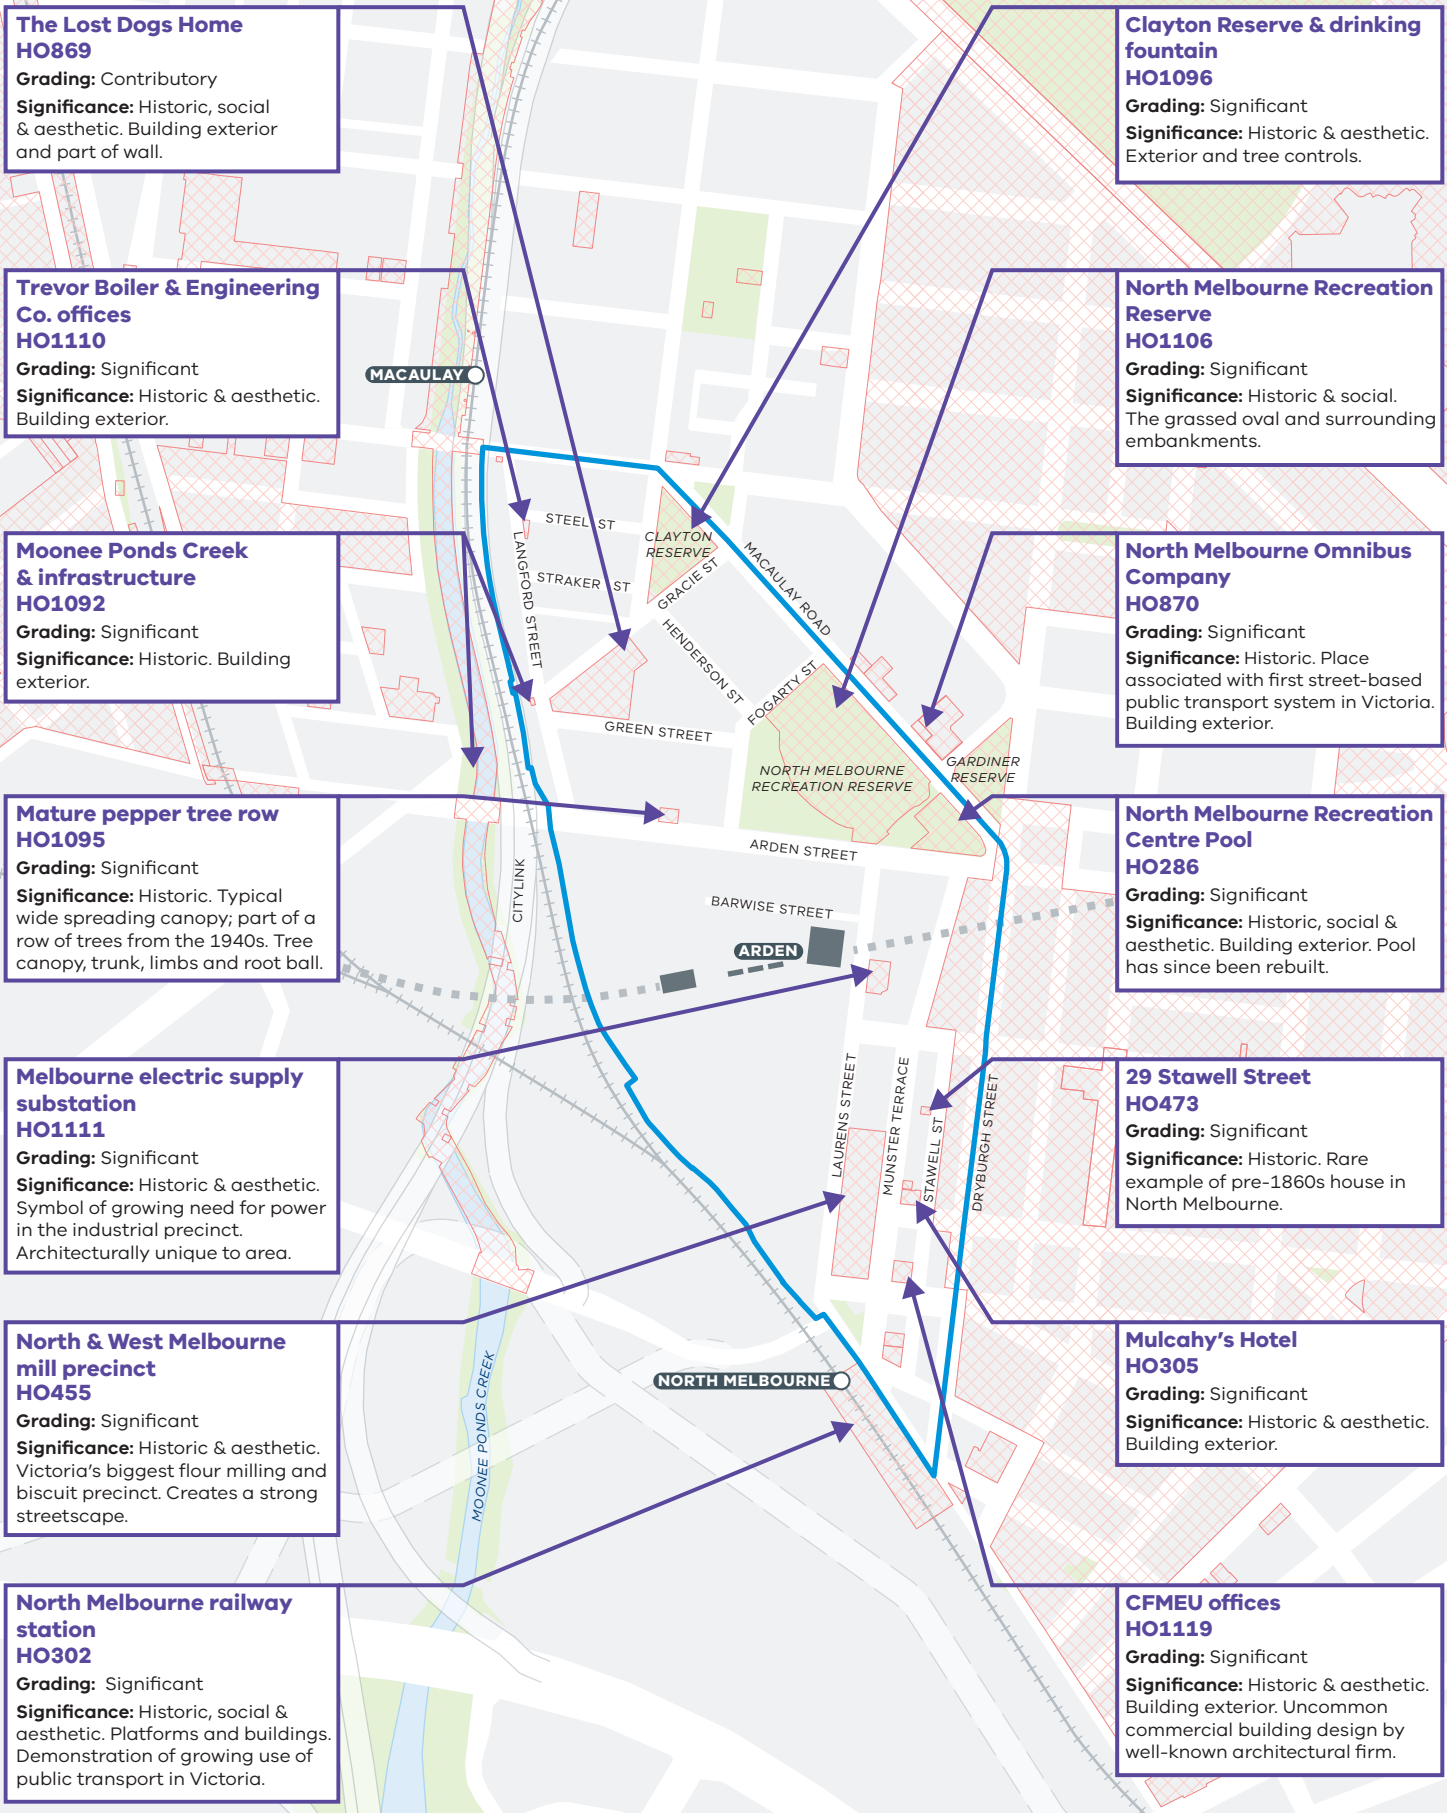 The Lost Dogs Home
HO869
Grading: Contributory
Significance: Historic, social
& aesthetic. Building exterior
and part of wall.
Trevor Boiler & Engineering
Co. offices
HO1110
Grading: Significant
Significance: Historic & aesthetic.
Building exterior.
Moonee Ponds Creek
& infrastructure
HO1092
Grading: Significant
Significance: Historic. Building
exterior.
Mature pepper tree row
HO1095
Grading: Significant
Significance: Historic. Typical
wide spreading canopy; part of a
row of trees from the 1940s. Tree
canopy, trunk, limbs and root ball.
Melbourne electric supply
substation
HO1111
Grading: Significant
Significance: Historic & aesthetic.
Symbol of growing need for power
in the industrial precinct.
Architecturally unique to area.
North & West Melbourne
mill precinct
HO455
Grading: Significant
Significance: Historic & aesthetic.
Victoria's biggest flour milling and
biscuit precinct. Creates a strong
streetscape.
North Melbourne railway
station
HO302
Grading: Significant
Significance: Historic, social &
aesthetic. Platforms and buildings.
Demonstration of growing use of
public transport in Victoria.
MACAULAY
STEEL ST
CLAYTON
RESERVE
LANGFORD STREET
STRAKER ST
GRACIE ST
MACAULAY ROAD
HENDERSON ST
FOGARTY ST
GREEN STREET
NORTH MELBOURNE
RECREATION RESERVE
GARDINER
RESERVE
ARDEN STREET
CITYLINK
BARWISE STREET
ARDEN
LAURENS STREET
MUNSTER TERRACE
STAWELL ST
DRYBURGH STREET
NORTH MELBOURNE
MOONEE PONDS CREEK
Clayton Reserve & drinking
fountain
HO1096
Grading: Significant
Significance: Historic & aesthetic.
Exterior and tree controls.
North Melbourne Recreation
Reserve
HO1106
Grading: Significant
Significance: Historic & social.
The grassed oval and surrounding
embankments.
North Melbourne Omnibus
Company
HO870
Grading: Significant
Significance: Historic. Place
associated with first street-based
public transport system in Victoria.
Building exterior.
North Melbourne Recreation
Centre Pool
HO286
Grading: Significant
Significance: Historic, social &
aesthetic. Building exterior. Pool
has since been rebuilt.
29 Stawell Street
HO473
Grading: Significant
Significance: Historic. Rare
example of pre-1860s house in
North Melbourne.
Mulcahy's Hotel
HO305
Grading: Significant
Significance: Historic & aesthetic.
Building exterior.
CFMEU offices
HO1119
Grading: Significant
Significance: Historic & aesthetic.
Building exterior. Uncommon
commercial building design by
well-known architectural firm.